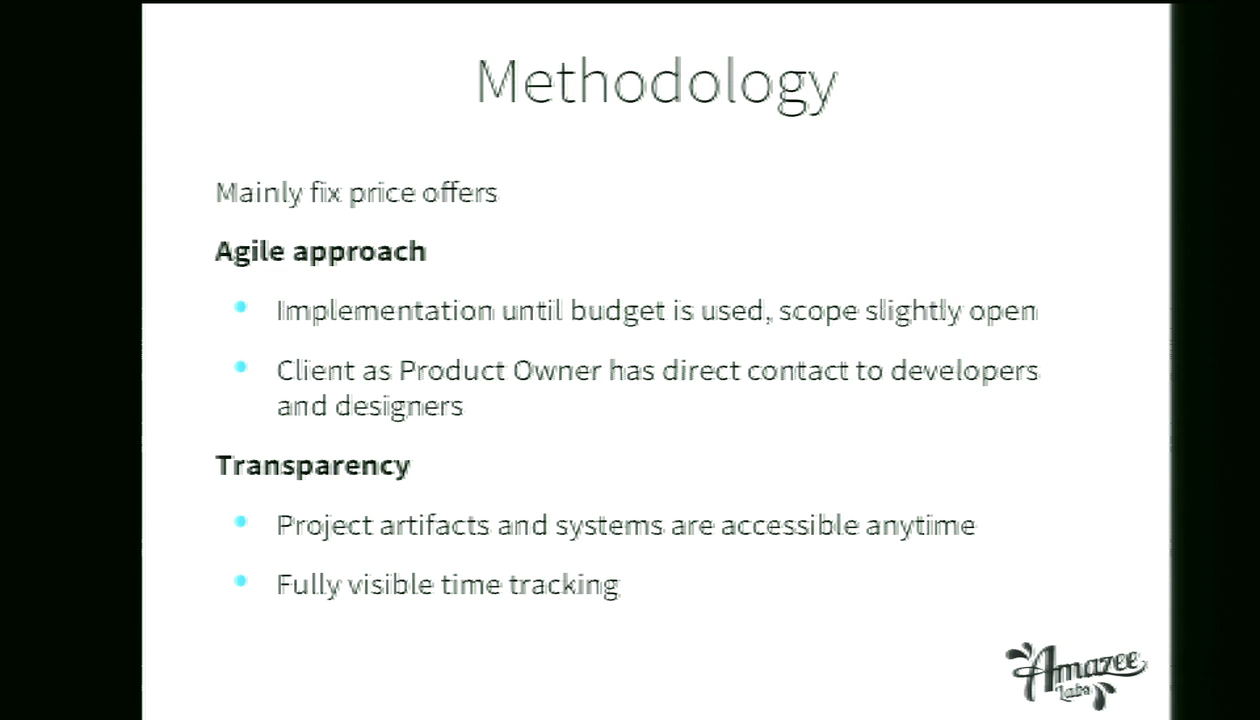 Methodology
Mainly fix price offers
Agile approach
Implementation until budget is used, scope slightly open
Client as Product Owner has direct contact to developers
and designers
Transparency
Project artifacts and systems are accessible anytime
Fully visible time tracking
Amazee
Labs